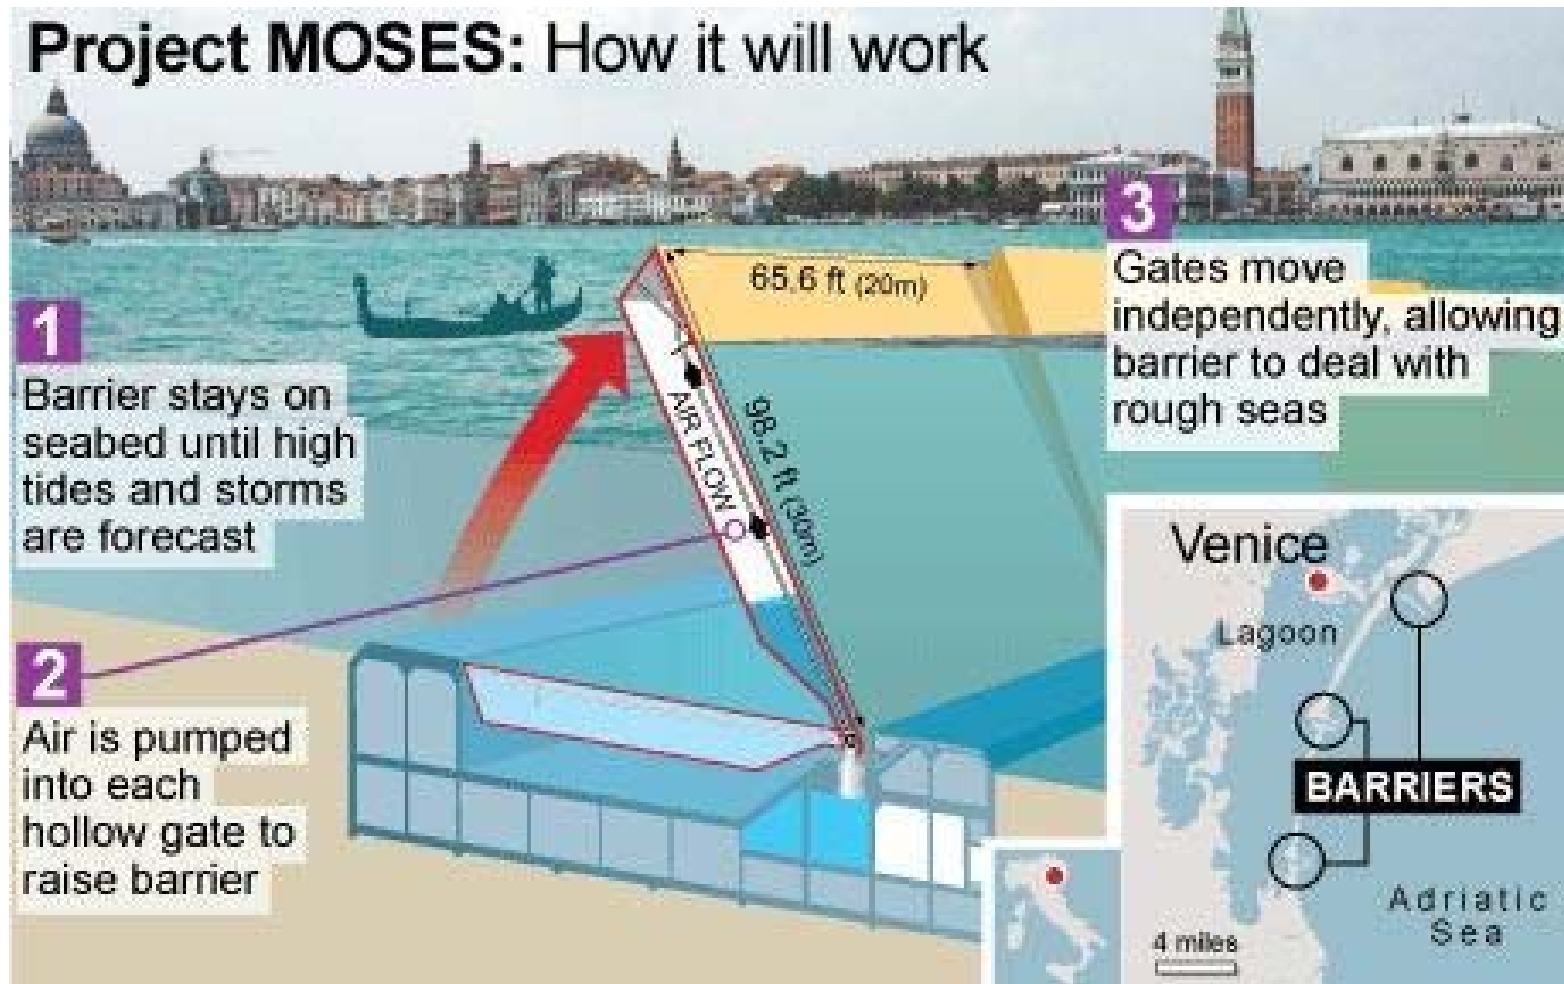 Project MOSES: How it will work
1
Barrier stays on
seabed until high
tides and storms
are forecast
2
Air is pumped
into each
hollow gate to
raise barrier
65.6 ft (20m)
AIR FLOW
98.2 ft (30m)
3
Gates move
independently, allowing
barrier to deal with
rough seas
Venice
Lagoon
BARRIERS
Adriatic
Sea
4 miles